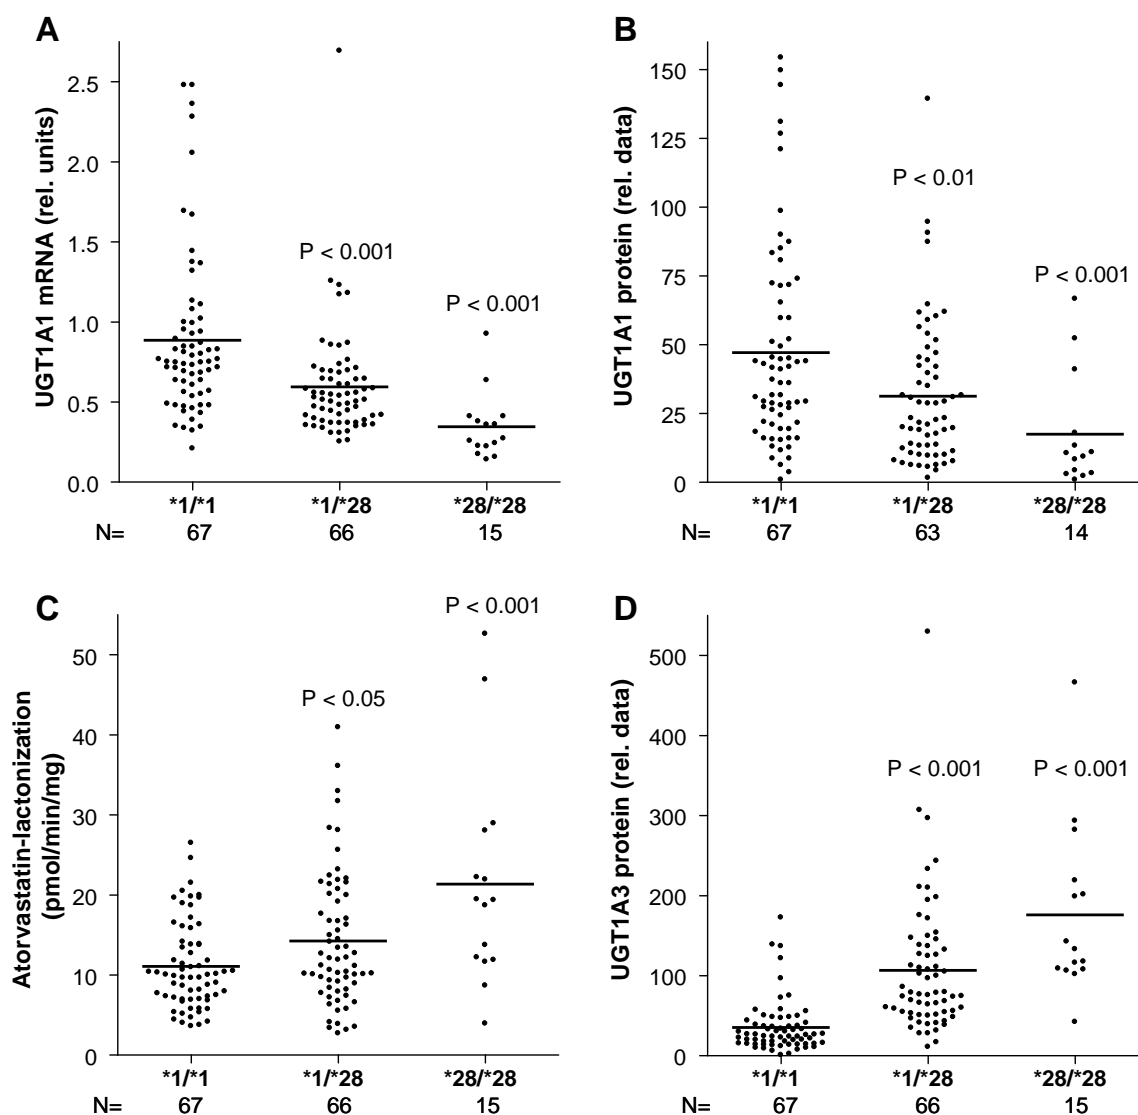 A
UGT1A1 mRNA (rel. units)
2.5
2.0
1.5
1.0
0.5
0.0
P < 0.001
P < 0.001
*1/*1
*1/*28
*28/*28
N=
67
66
15
B
UGT1A1 protein (rel. data)
150
125
100
75
50
25
0
P < 0.01
P < 0.001
*1/*1
*1/*28
*28/*28
N=
67
63
14
C
Atorvastatin-lactonization
(pmol/min/mg)
50
40
30
20
10
0
P < 0.05
P < 0.001
*1/*1
*1/*28
*28/*28
N=
67
66
15
D
UGT1A3 protein (rel. data)
500
400
300
200
100
0
P < 0.001
P < 0.001
*1/*1
*1/*28
*28/*28
N=
67
66
15